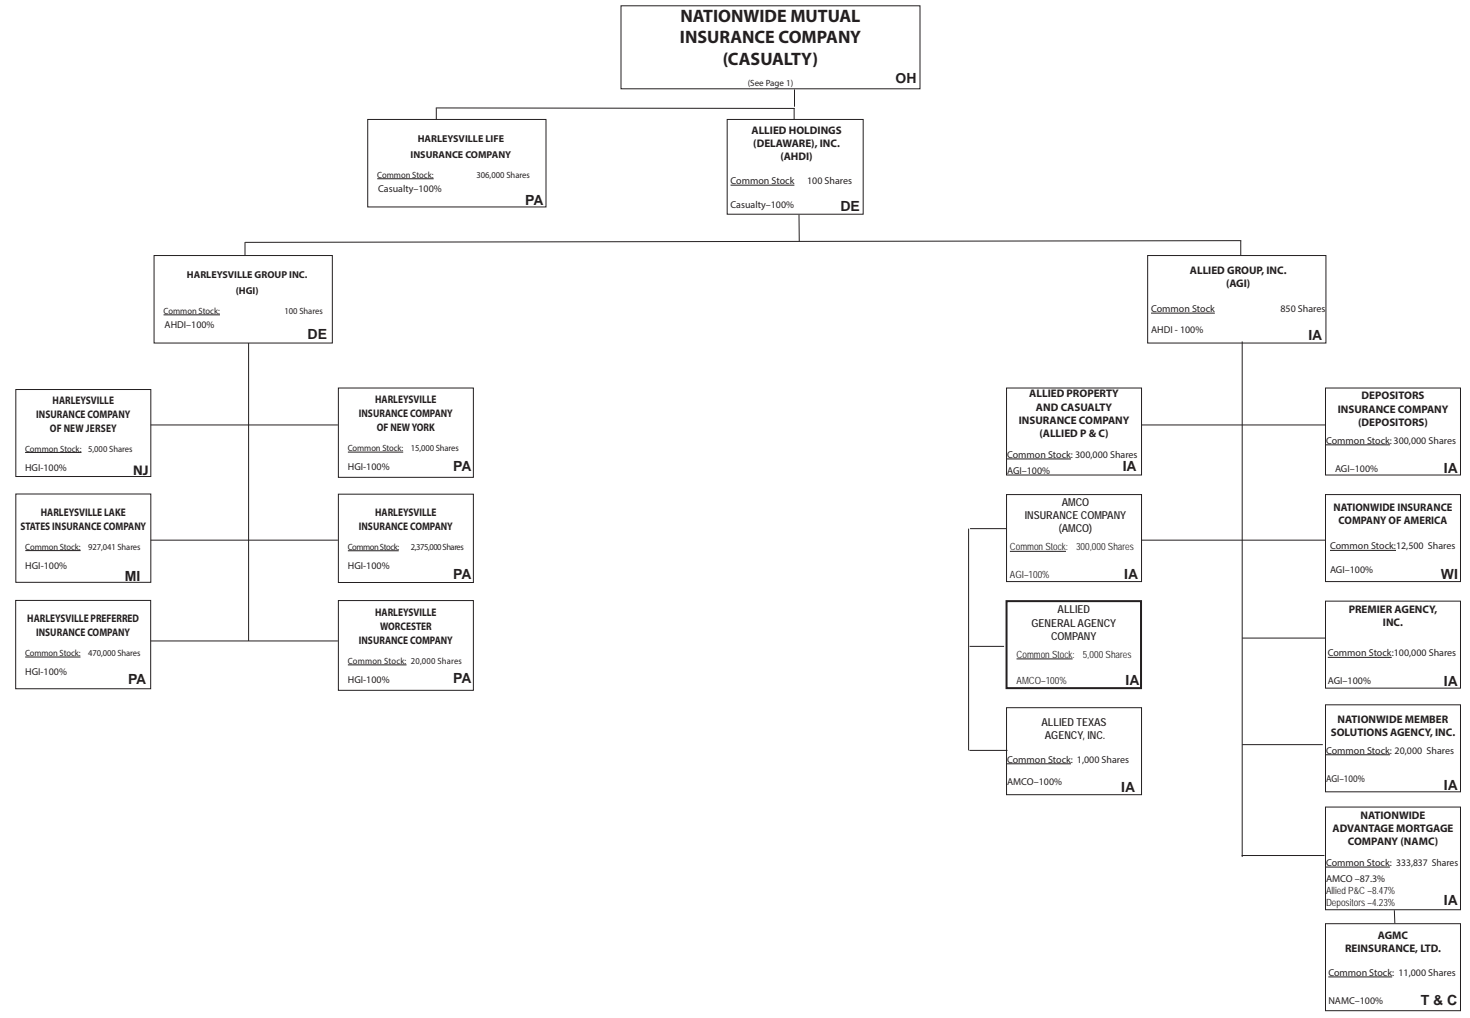 NATIONWIDE MUTUAL
INSURANCE COMPANY
(CASUALTY)
(See Page 1)
OH
HARLEYSVILLE LIFE
INSURANCE COMPANY
Common Stock: 306,000 Shares
Casualty–100%
PA
ALLIED HOLDINGS
(DELAWARE), INC.
(AHDI)
Common Stock 100 Shares
Casualty–100%
DE
HARLEYSVILLE GROUP INC.
(HGI)
Common Stock: 100 Shares
AHDI–100%
DE
ALLIED GROUP, INC.
(AGI)
Common Stock 850 Shares
AHDI - 100%
IA
HARLEYSVILLE
INSURANCE COMPANY
OF NEW JERSEY
Common Stock: 5,000 Shares
HGI-100%
NJ
HARLEYSVILLE
INSURANCE COMPANY
OF NEW YORK
Common Stock: 15,000 Shares
HGI-100%
PA
HARLEYSVILLE LAKE
STATES INSURANCE COMPANY
Common Stock: 927,041 Shares
HGI-100%
MI
HARLEYSVILLE
INSURANCE COMPANY
Common Stock: 2,375,000 Shares
HGI-100%
PA
HARLEYSVILLE PREFERRED
INSURANCE COMPANY
Common Stock: 470,000 Shares
HGI-100%
PA
HARLEYSVILLE
WORCESTER
INSURANCE COMPANY
Common Stock: 20,000 Shares
HGI-100%
PA
ALLIED PROPERTY
AND CASUALTY
INSURANCE COMPANY
(ALLIED P & C)
Common Stock: 300,000 Shares
AGI–100%
IA
DEPOSITORS
INSURANCE COMPANY
(DEPOSITORS)
Common Stock: 300,000 Shares
AGI–100%
IA
AMCO
INSURANCE COMPANY
(AMCO)
Common Stock: 300,000 Shares
AGI–100%
IA
NATIONWIDE INSURANCE
COMPANY OF AMERICA
Common Stock:12,500 Shares
AGI–100%
WI
ALLIED
GENERAL AGENCY
COMPANY
Common Stock: 5,000 Shares
AMCO–100%
IA
PREMIER AGENCY,
INC.
Common Stock:100,000 Shares
AGI–100%
IA
ALLIED TEXAS
AGENCY, INC.
Common Stock: 1,000 Shares
AMCO–100%
IA
NATIONWIDE MEMBER
SOLUTIONS AGENCY, INC.
Common Stock: 20,000 Shares
AGI–100%
IA
NATIONWIDE
ADVANTAGE MORTGAGE
COMPANY (NAMC)
Common Stock: 333,837 Shares
AMCO –87.3%
Allied P&C –8.47%
Depositors –4.23%
IA
AGMC
REINSURANCE, LTD.
Common Stock: 11,000 Shares
NAMC–100%
T & C